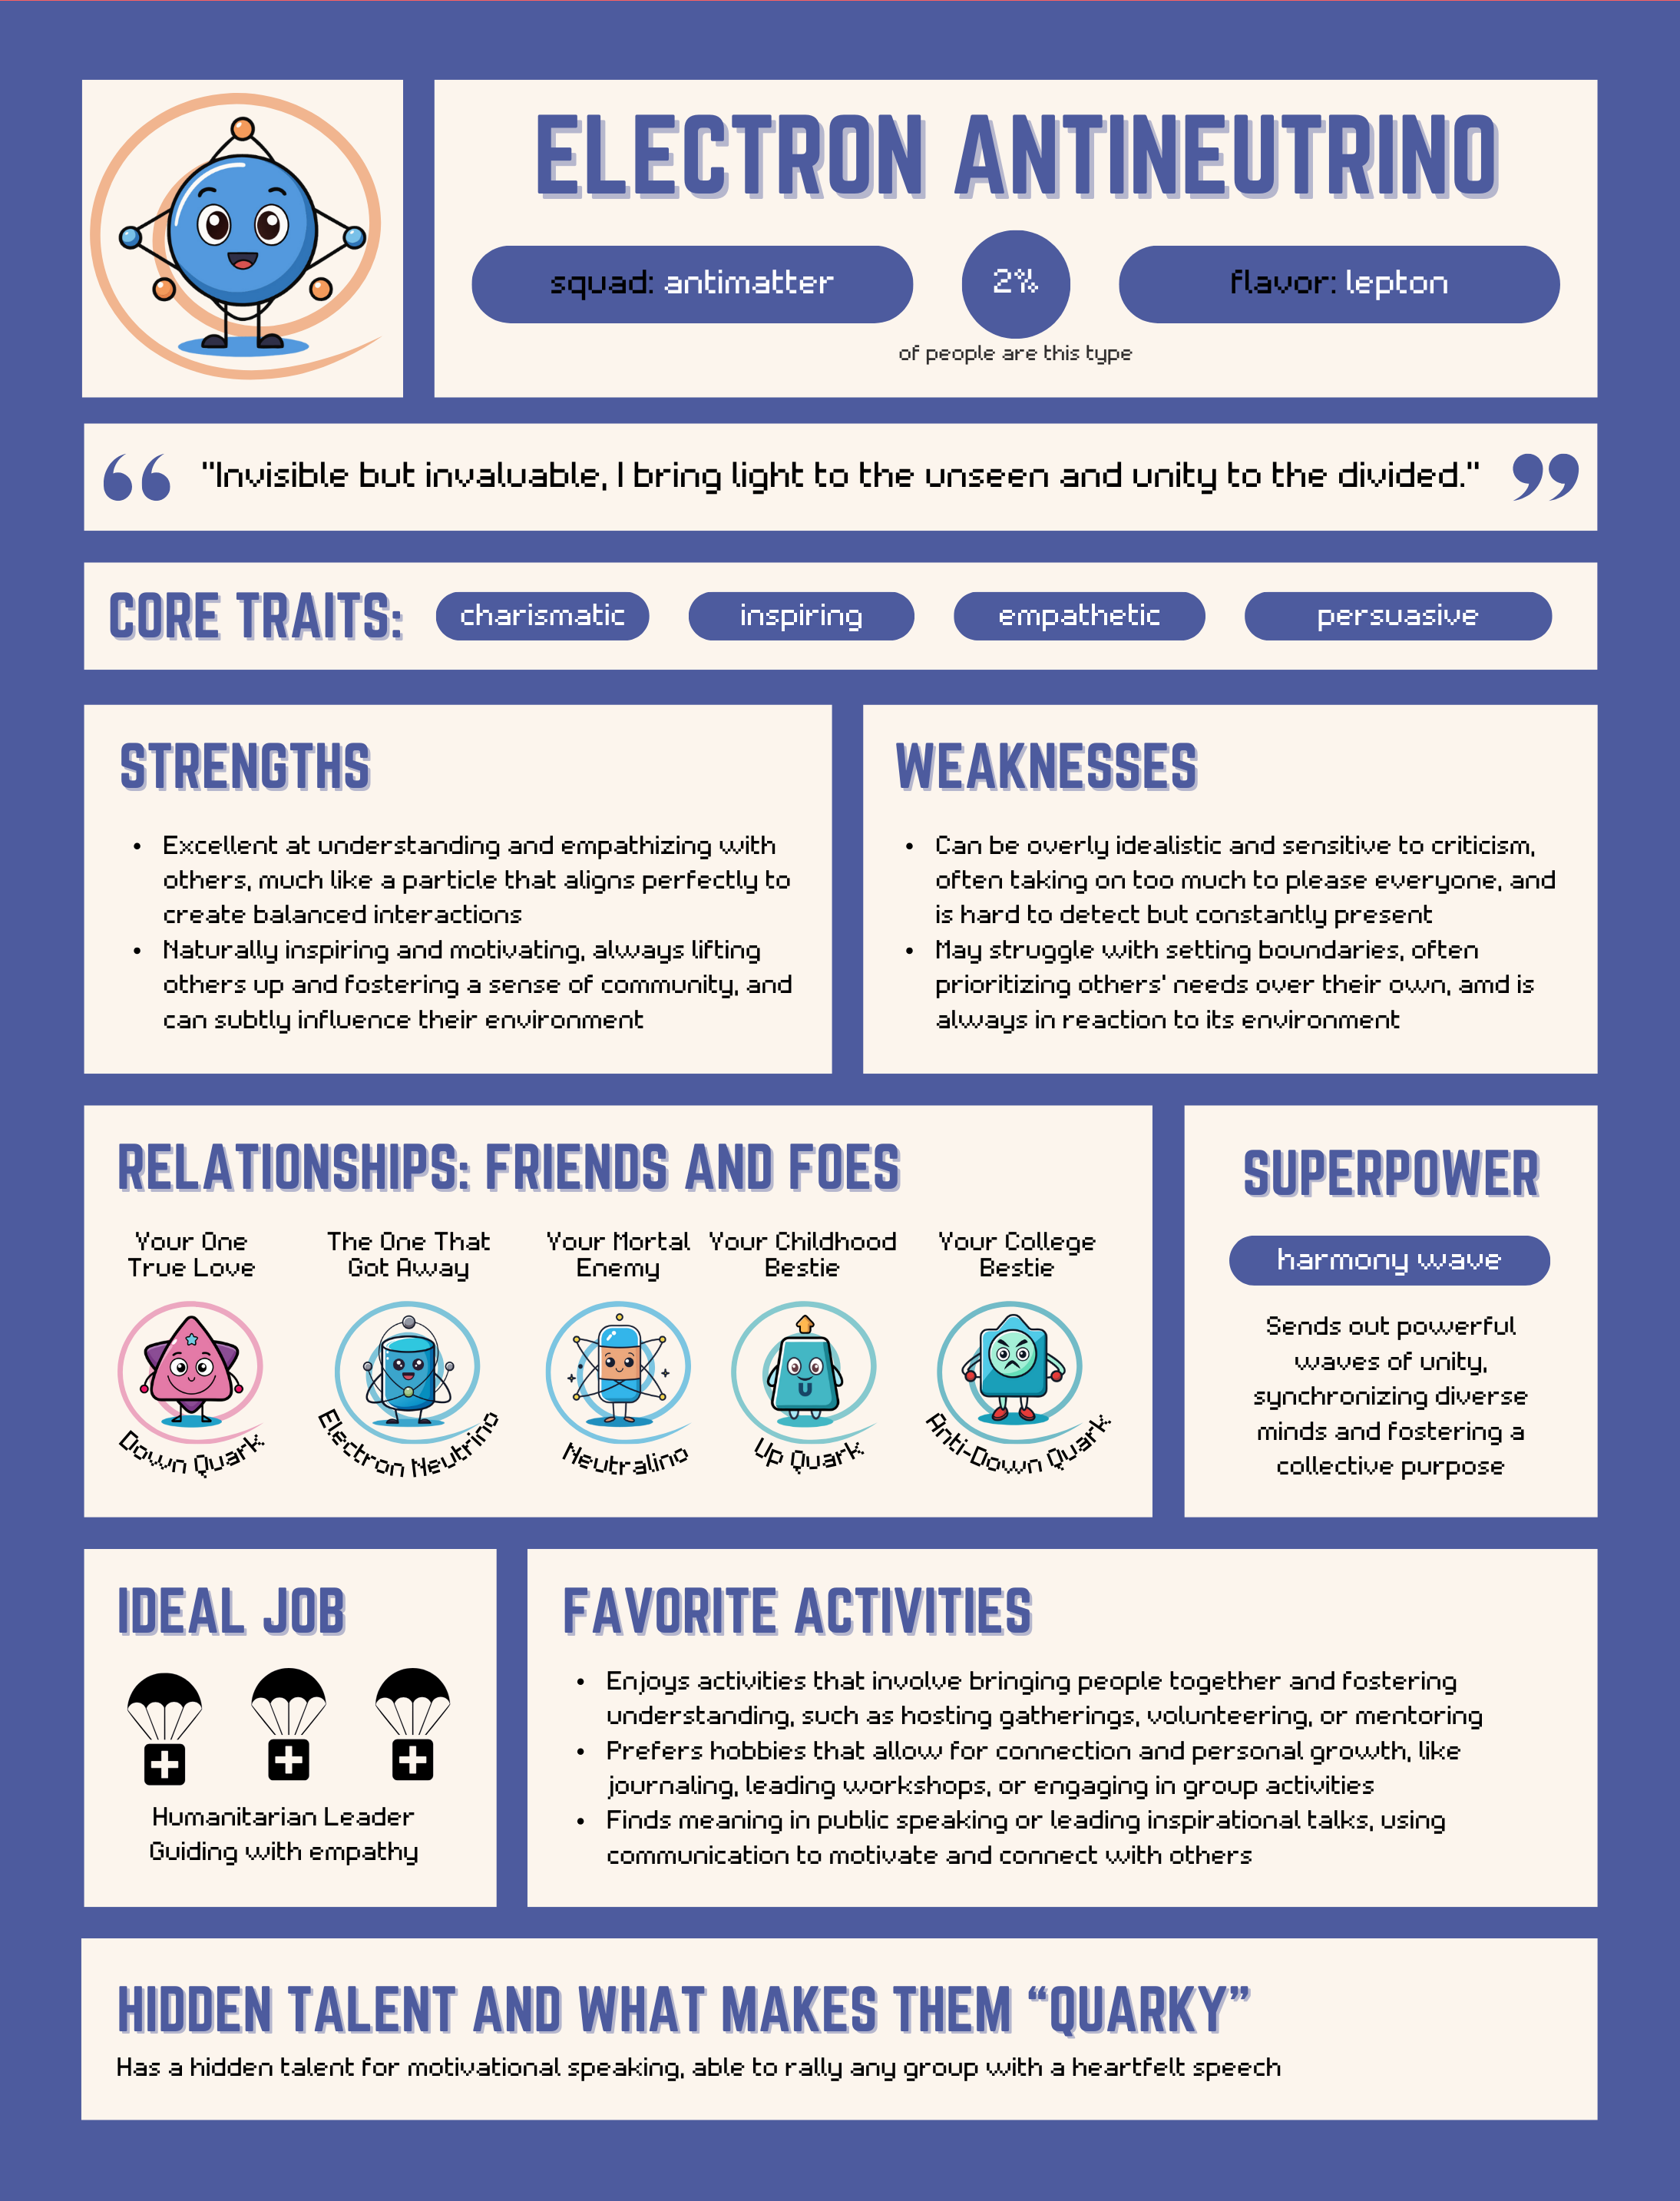 ELECTRON ANTINEUTRINO
squad: antimatter
2%
flavor: lepton
of people are this type
"Invisible but invaluable, I bring light to the unseen and unity to the divided."
CORE TRAITS:
charismatic
inspiring
empathetic
persuasive
STRENGTHS
• Excellent at understanding and empathizing with
others, much like a particle that aligns perfectly to
create balanced interactions
• Naturally inspiring and motivating, always lifting
others up and fostering a sense of community, and
can subtly influence their environment
WEAKNESSES
• Can be overly idealistic and sensitive to criticism,
often taking on too much to please everyone, and
is hard to detect but constantly present
• May struggle with setting boundaries, often
prioritizing others' needs over their own, amd is
always in reaction to its environment
RELATIONSHIPS: FRIENDS AND FOES
Your One
True Love
Down Quark
The One That
Got Away
Electron Neutrino
Your Mortal
Enemy
Neutralino
Your Childhood
Bestie
Up Quark
Your College
Bestie
Anti-Down Quark
SUPERPOWER
harmony wave
Sends out powerful
waves of unity,
synchronizing diverse
minds and fostering a
collective purpose
IDEAL JOB
Humanitarian Leader
Guiding with empathy
FAVORITE ACTIVITIES
• Enjoys activities that involve bringing people together and fostering
understanding, such as hosting gatherings, volunteering, or mentoring
• Prefers hobbies that allow for connection and personal growth, like
journaling, leading workshops, or engaging in group activities
• Finds meaning in public speaking or leading inspirational talks, using
communication to motivate and connect with others
HIDDEN TALENT AND WHAT MAKES THEM “QUARKY”
Has a hidden talent for motivational speaking, able to rally any group with a heartfelt speech